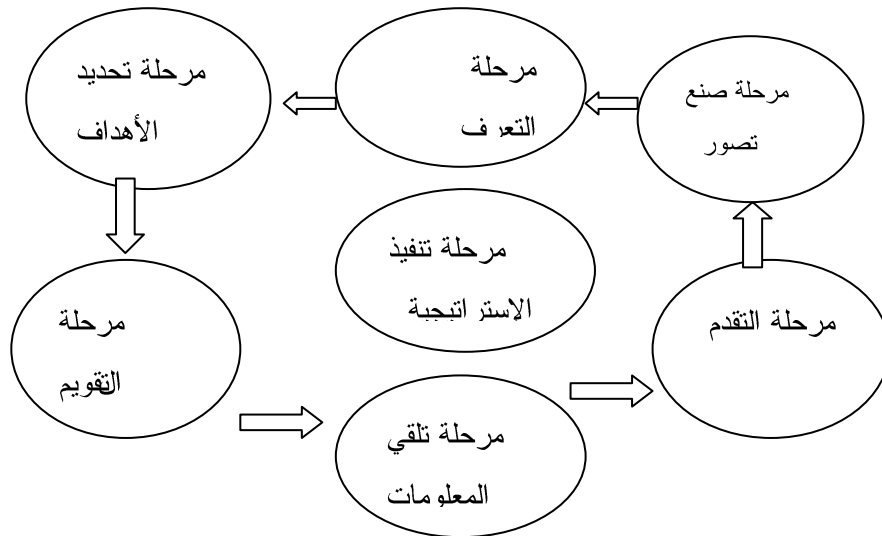 مرحلة صنع
تصور
مرحلة
التعرف
مرحلة تحديد
الأهداف
مرحلة تنفيذ
الاستراتيجية
مرحلة التقدم
مرحلة
التقويم
مرحلة تلقي
المعلومات